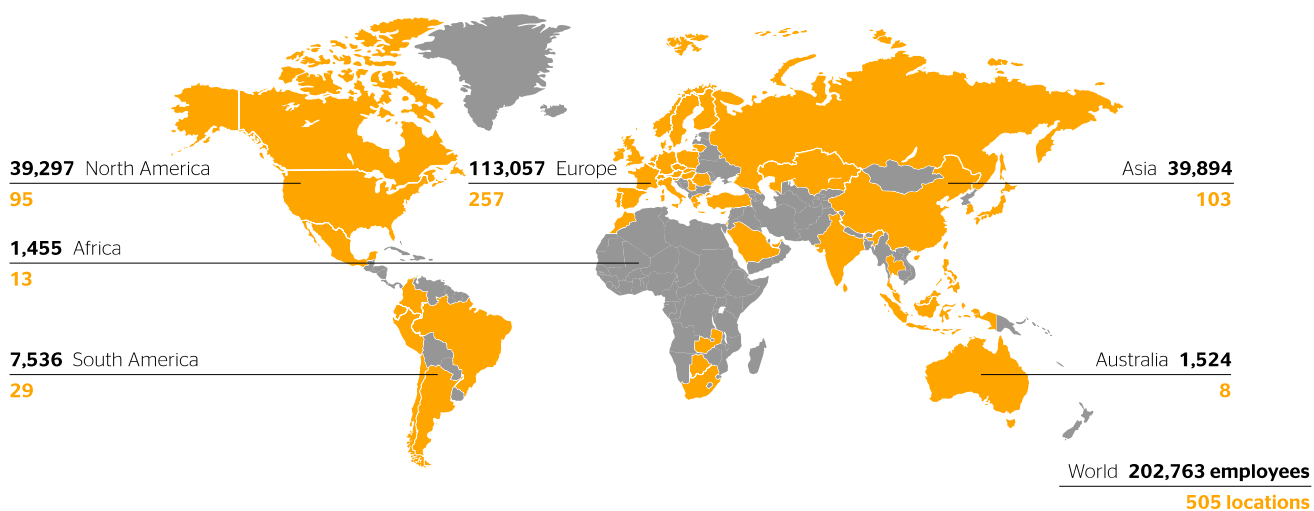 39,297 North America
95
113,057 Europe
257
Asia 39,894
103
1,455 Africa
13
7,536 South America
29
Australia 1,524
8
World 202,763 employees
505 locations